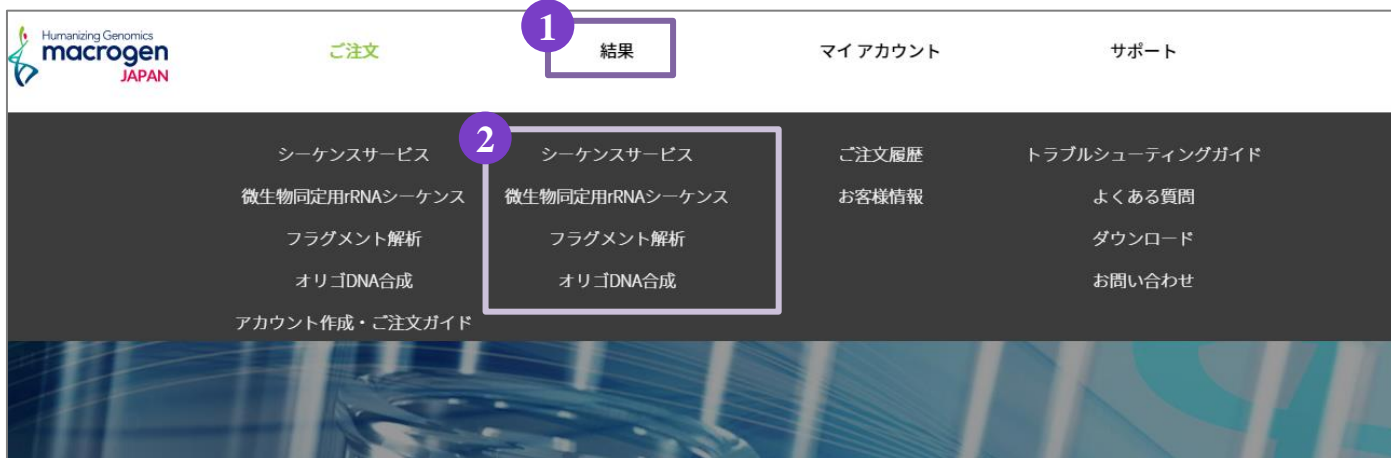 Humanizing Genomics
macrogen
JAPAN
ご注文
1
結果
マイ アカウント
サポート
2
シーケンスサービス
微生物同定用rRNAシーケンス
フラグメント解析
オリゴDNA合成
アカウント作成・ご注文ガイド
シーケンスサービス
微生物同定用rRNAシーケンス
フラグメント解析
オリゴDNA合成
ご注文履歴
お客様情報
トラブルシューティングガイド
よくある質問
ダウンロード
お問い合わせ